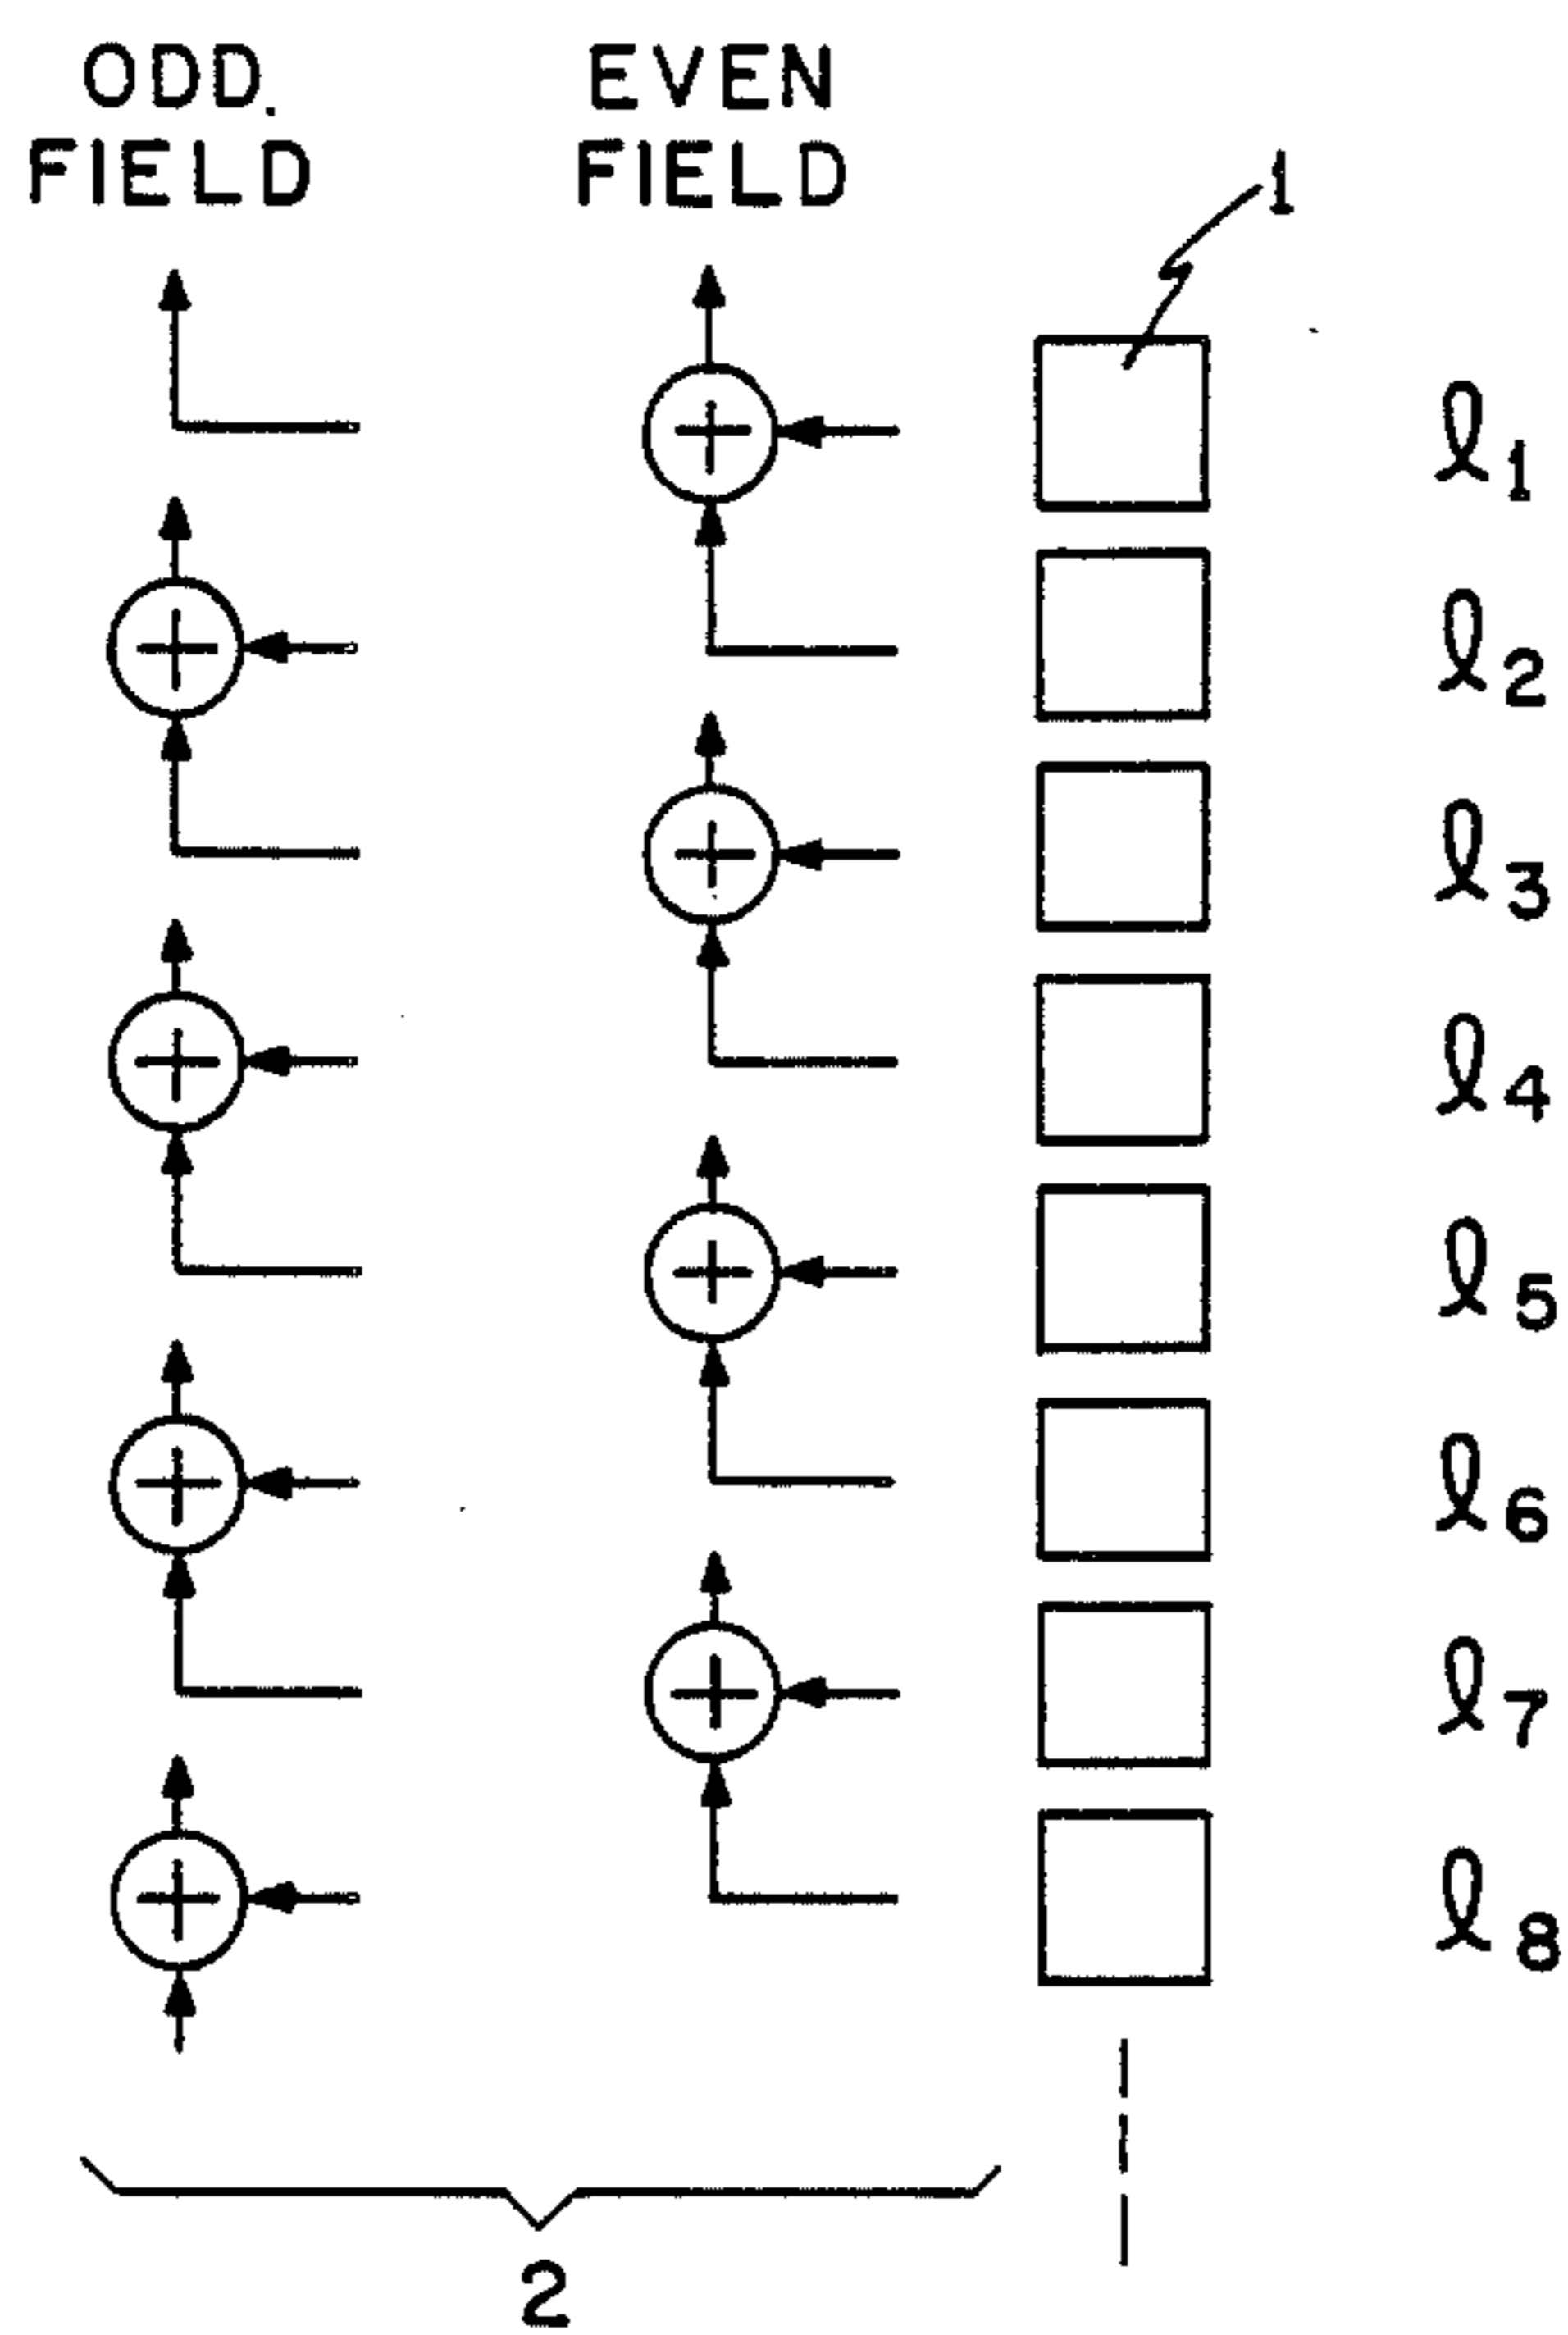 ODD. EVEN
FIELD FIELD
1
ℓ1
ℓ2
ℓ3
ℓ4
ℓ5
ℓ6
ℓ7
ℓ8
2